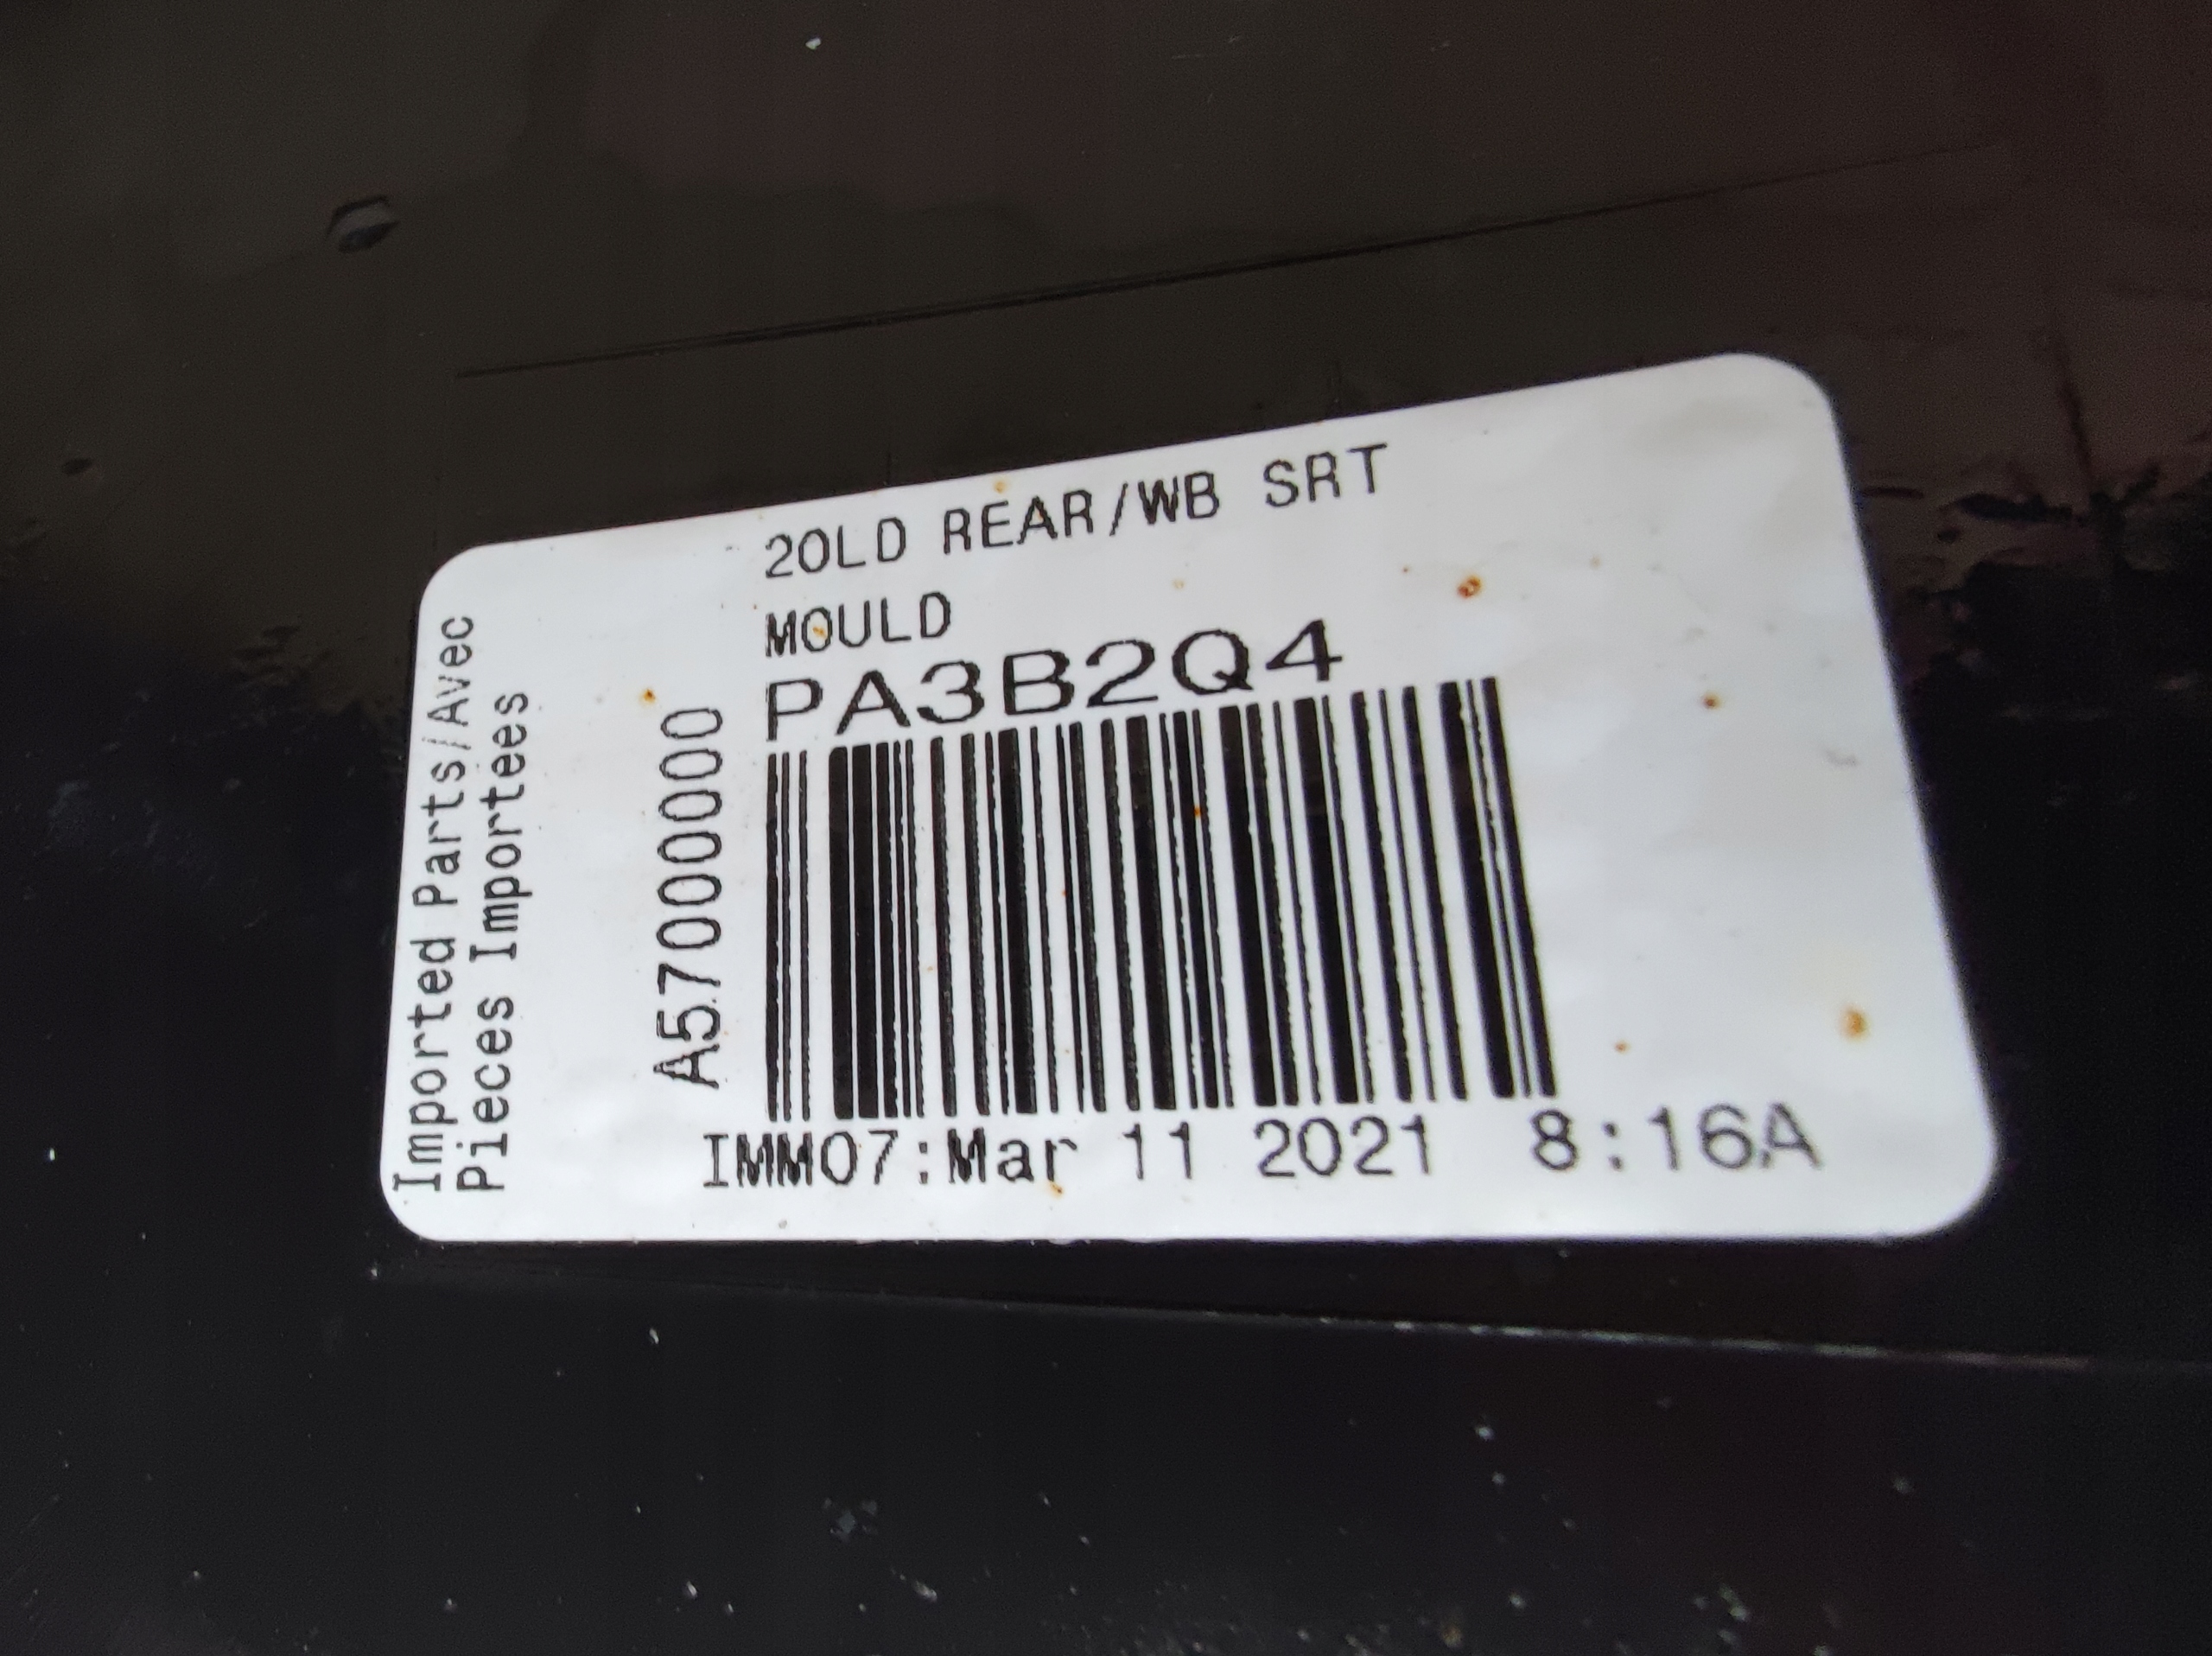 20LD REAR/WB SRT
MOULD
PA3B2Q4
A57000000
IMM07:Mar 11 2021 8:16A
Imported Parts/Avec
Pieces Importees